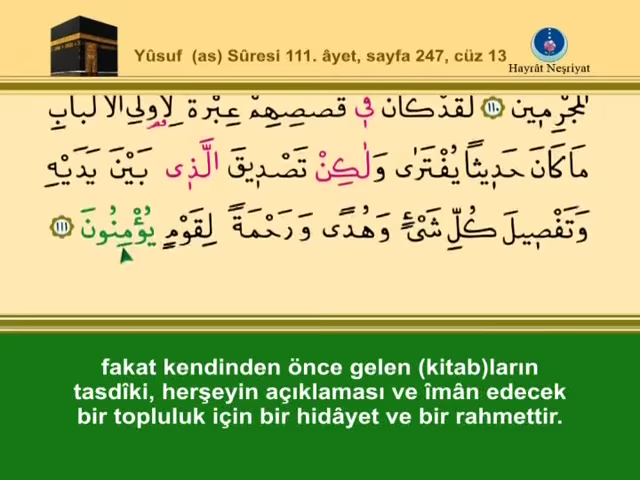 Yûsuf (as) Sûresi 111. âyet, sayfa 247, cüz 13
Hayrât Neşriyat
الْمُجْرِمِينَ ﴿١١٠﴾ لَقَدْ كَانَ فِي قَصَصِهِمْ عِبْرَةٌ لِاُولِي الْاَلْبَابِ
مَا كَانَ حَدِيثًا يُفْتَرٰى وَلٰكِنْ تَصْدِيقَ الَّذِي بَيْنَ يَدَيْهِ
وَتَفْصِيلَ كُلِّ شَيْءٍ وَهُدًى وَرَحْمَةً لِقَوْمٍ يُؤْمِنُونَ ﴿١١١﴾
fakat kendinden önce gelen (kitab)ların
tasdîki, herşeyin açıklaması ve îmân edecek
bir topluluk için bir hidâyet ve bir rahmettir.